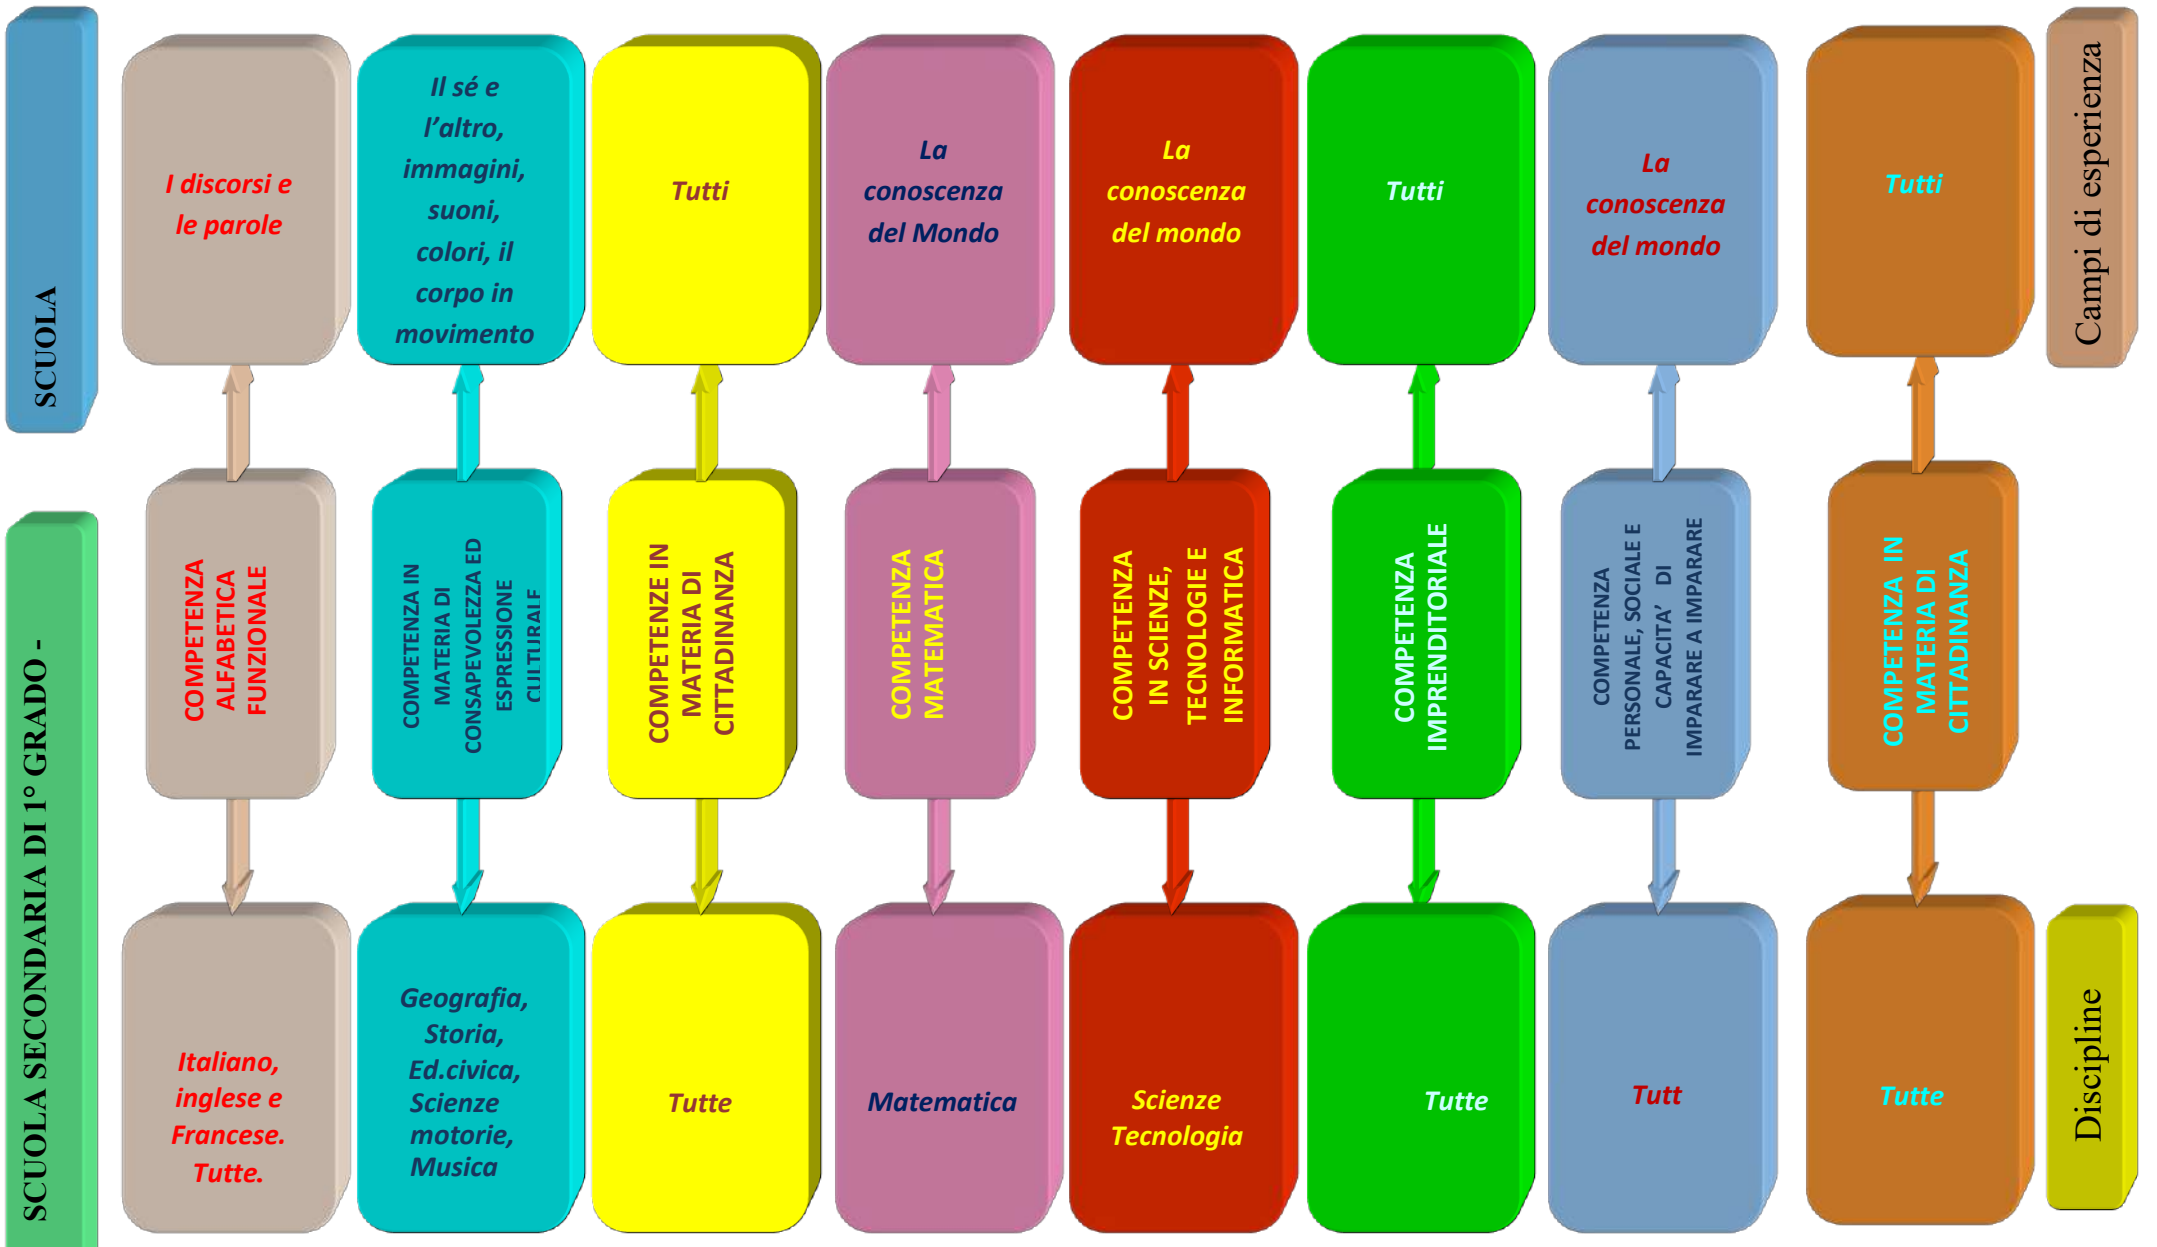 SCUOLA
I discorsi e
le parole
Il sé e
l’altro,
immagini,
suoni,
colori, il
corpo in
movimento
Tutti
La
conoscenza
del Mondo
La
conoscenza
del mondo
Tutti
La
conoscenza
del mondo
Tutti
Campi di esperienza
SCUOLA SECONDARIA DI 1° GRADO -
COMPETENZA
ALFABETICA
FUNZIONALE
COMPETENZA IN
MATERIA DI
CONSAPEVOLEZZA ED
ESPRESSIONE
CULTURALE
COMPETENZE IN
MATERIA DI
CITTADINANZA
COMPETENZA
MATEMATICA
COMPETENZA
IN SCIENZE,
TECNOLOGIE E
INFORMATICA
COMPETENZA
IMPRENDITORIALE
COMPETENZA
PERSONALE, SOCIALE E
CAPACITA’ DI
IMPARARE A IMPARARE
COMPETENZA IN
MATERIA DI
CITTADINANZA
Italiano,
inglese e
Francese.
Tutte.
Geografia,
Storia,
Ed.civica,
Scienze
motorie,
Musica
Tutte
Matematica
Scienze
Tecnologia
Tutte
Tutt
Tutte
Discipline